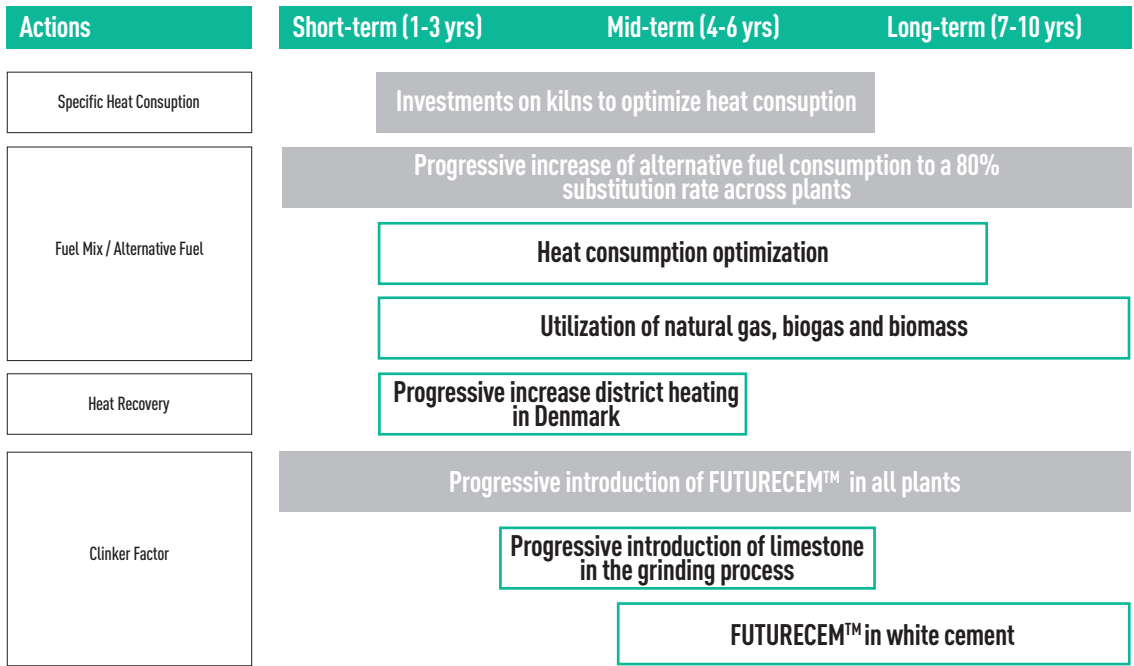 Actions
Short-term (1-3 yrs)
Mid-term (4-6 yrs)
Long-term (7-10 yrs)
Specific Heat Consuption
Investments on kilns to optimize heat consuption
Fuel Mix / Alternative Fuel
Progressive increase of alternative fuel consumption to a 80%
substitution rate across plants
Heat consumption optimization
Utilization of natural gas, biogas and biomass
Heat Recovery
Progressive increase district heating
in Denmark
Clinker Factor
Progressive introduction of FUTURECEM™ in all plants
Progressive introduction of limestone
in the grinding process
FUTURECEM™ in white cement